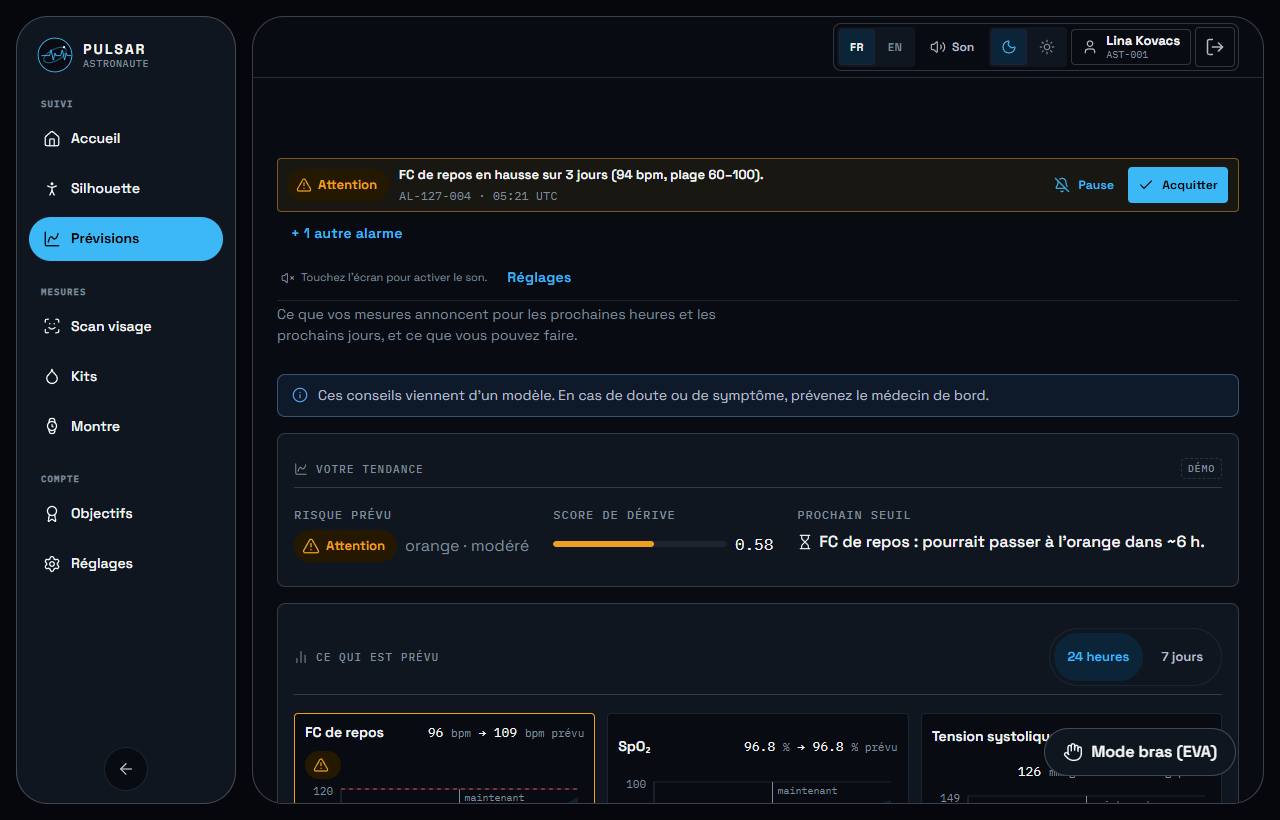 PULSAR
ASTRONAUTE
SUIVI
Accueil
Silhouette
Prévisions
MESURES
Scan visage
Kits
Montre
COMPTE
Objectifs
Réglages
FR EN Son Lina Kovacs
AST-001
Attention FC de repos en hausse sur 3 jours (94 bpm, plage 60–100).
AL-127-004 · 05:21 UTC
Pause Acquitter
+ 1 autre alarme
Touchez l'écran pour activer le son. Réglages
Ce que vos mesures annoncent pour les prochaines heures et les
prochains jours, et ce que vous pouvez faire.
Ces conseils viennent d'un modèle. En cas de doute ou de symptôme, prévenez le médecin de bord.
VOTRE TENDANCE DÉMO
RISQUE PRÉVU SCORE DE DÉRIVE PROCHAIN SEUIL
Attention orange · modéré 0.58 FC de repos : pourrait passer à l'orange dans ~6 h.
CE QUI EST PRÉVU 24 heures 7 jours
FC de repos 96 bpm → 109 bpm prévu
120 maintenant
SpO₂ 96.8 % → 96.8 % prévu
100 maintenant
Tension
126
149
Mode bras (EVA)